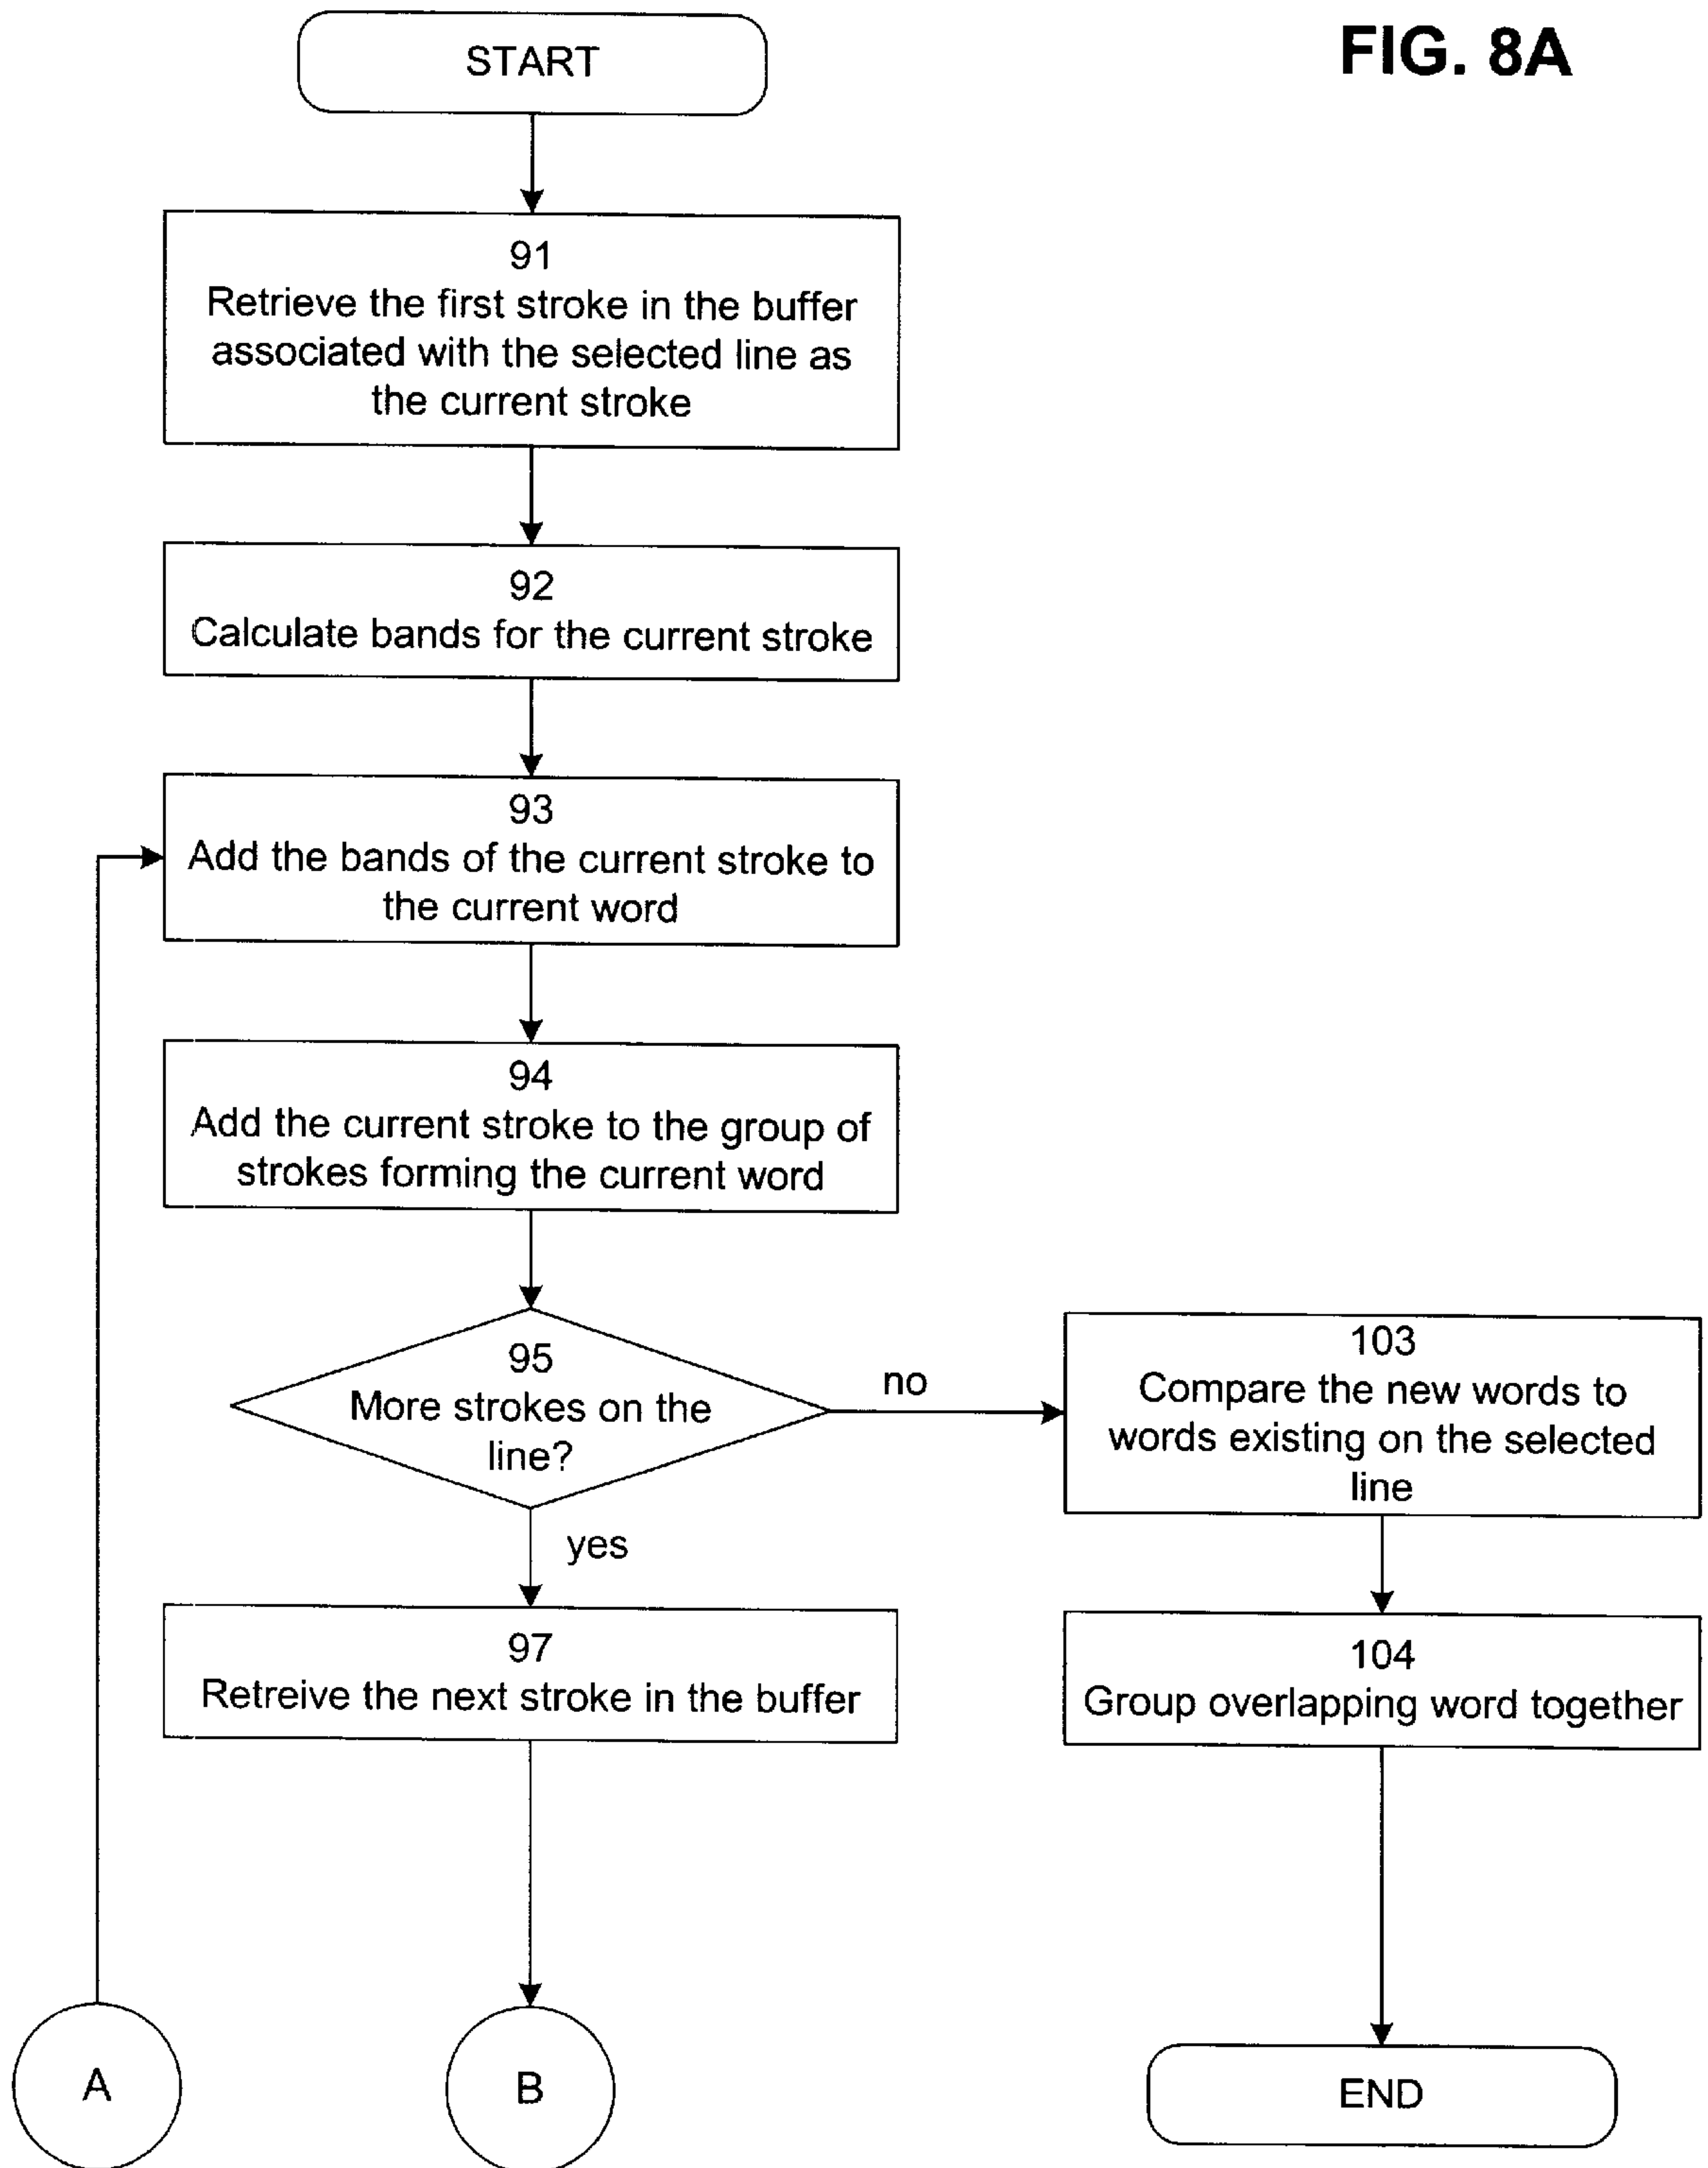 FIG. 8A
START
91
Retrieve the first stroke in the buffer
associated with the selected line as
the current stroke
92
Calculate bands for the current stroke
93
Add the bands of the current stroke to
the current word
94
Add the current stroke to the group of
strokes forming the current word
95
More strokes on the
line?
no
yes
103
Compare the new words to
words existing on the selected
line
97
Retreive the next stroke in the buffer
104
Group overlapping word together
A
B
END